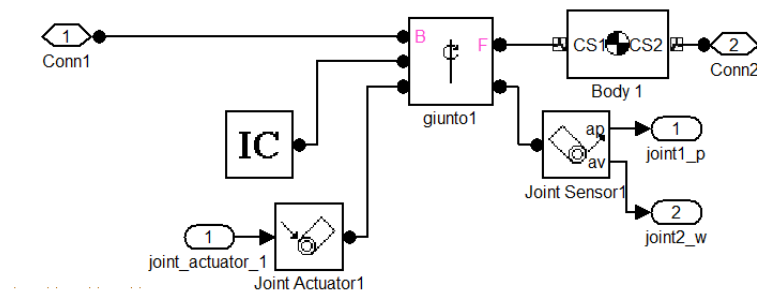 1
Conn1
B
F
giunto1
CS1
CS2
Body 1
2
Conn2
IC
ap
av
Joint Sensor1
1
joint1_p
2
joint2_w
1
joint_actuator_1
Joint Actuator1